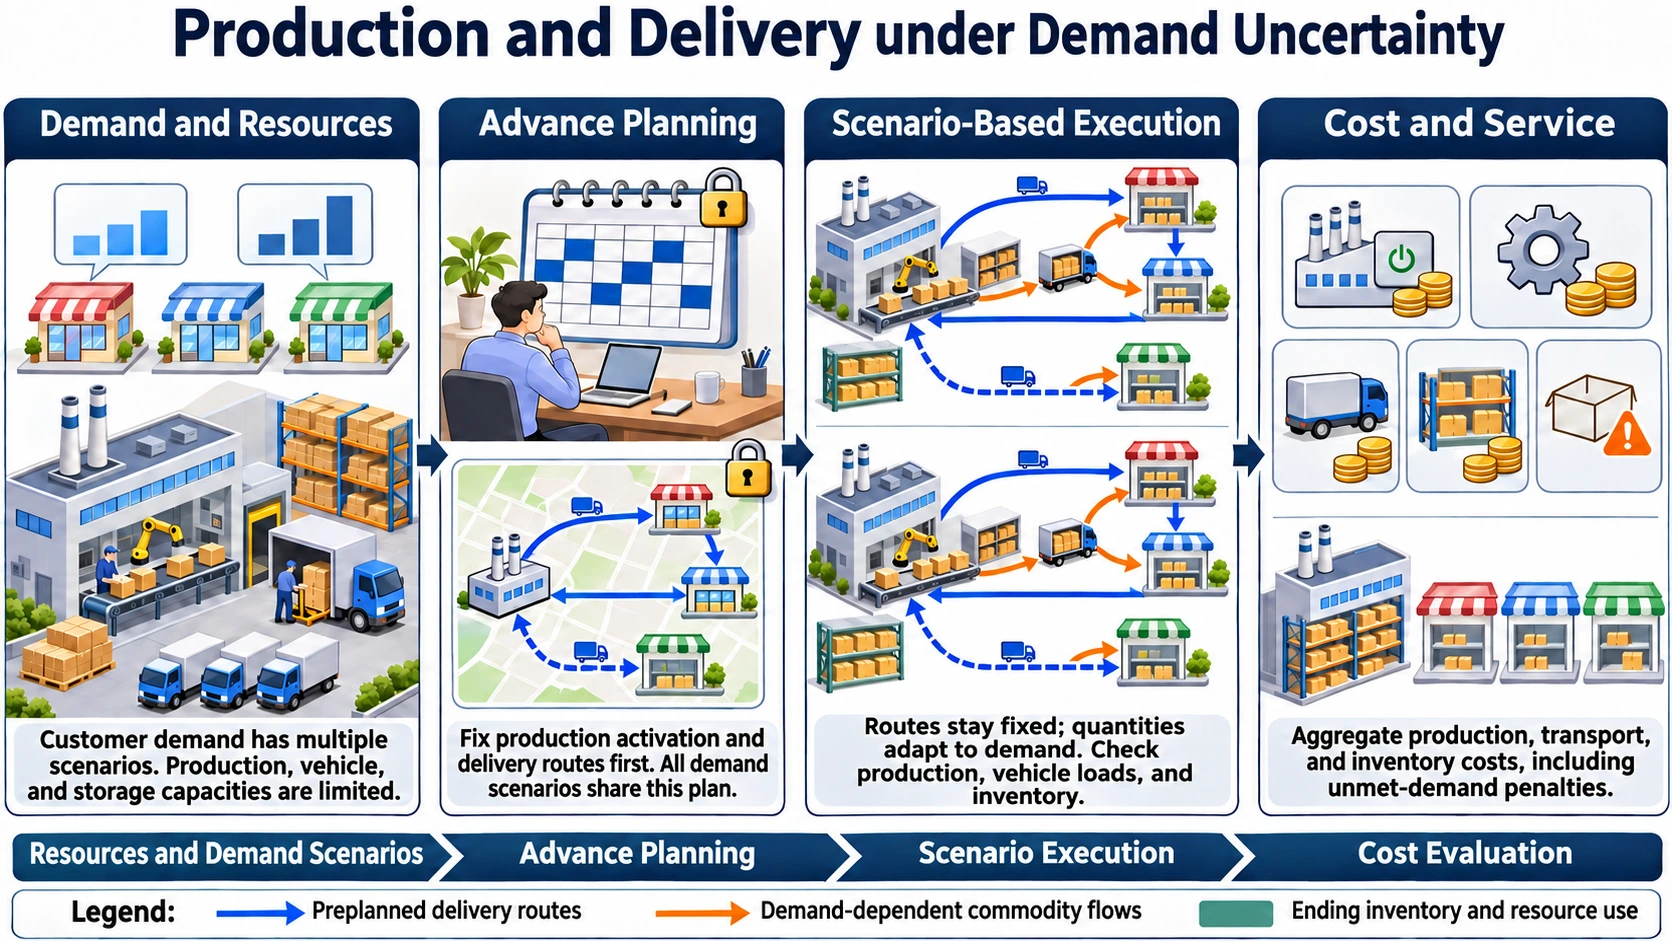 Production and Delivery under Demand Uncertainty
Demand and Resources
Customer demand has multiple
scenarios. Production, vehicle,
and storage capacities are limited.
Advance Planning
Fix production activation and
delivery routes first. All demand
scenarios share this plan.
Scenario-Based Execution
Routes stay fixed; quantities
adapt to demand. Check
production, vehicle loads, and
inventory.
Cost and Service
Aggregate production, transport,
and inventory costs, including
unmet-demand penalties.
Resources and Demand Scenarios
Advance Planning
Scenario Execution
Cost Evaluation
Legend:
Preplanned delivery routes
Demand-dependent commodity flows
Ending inventory and resource use